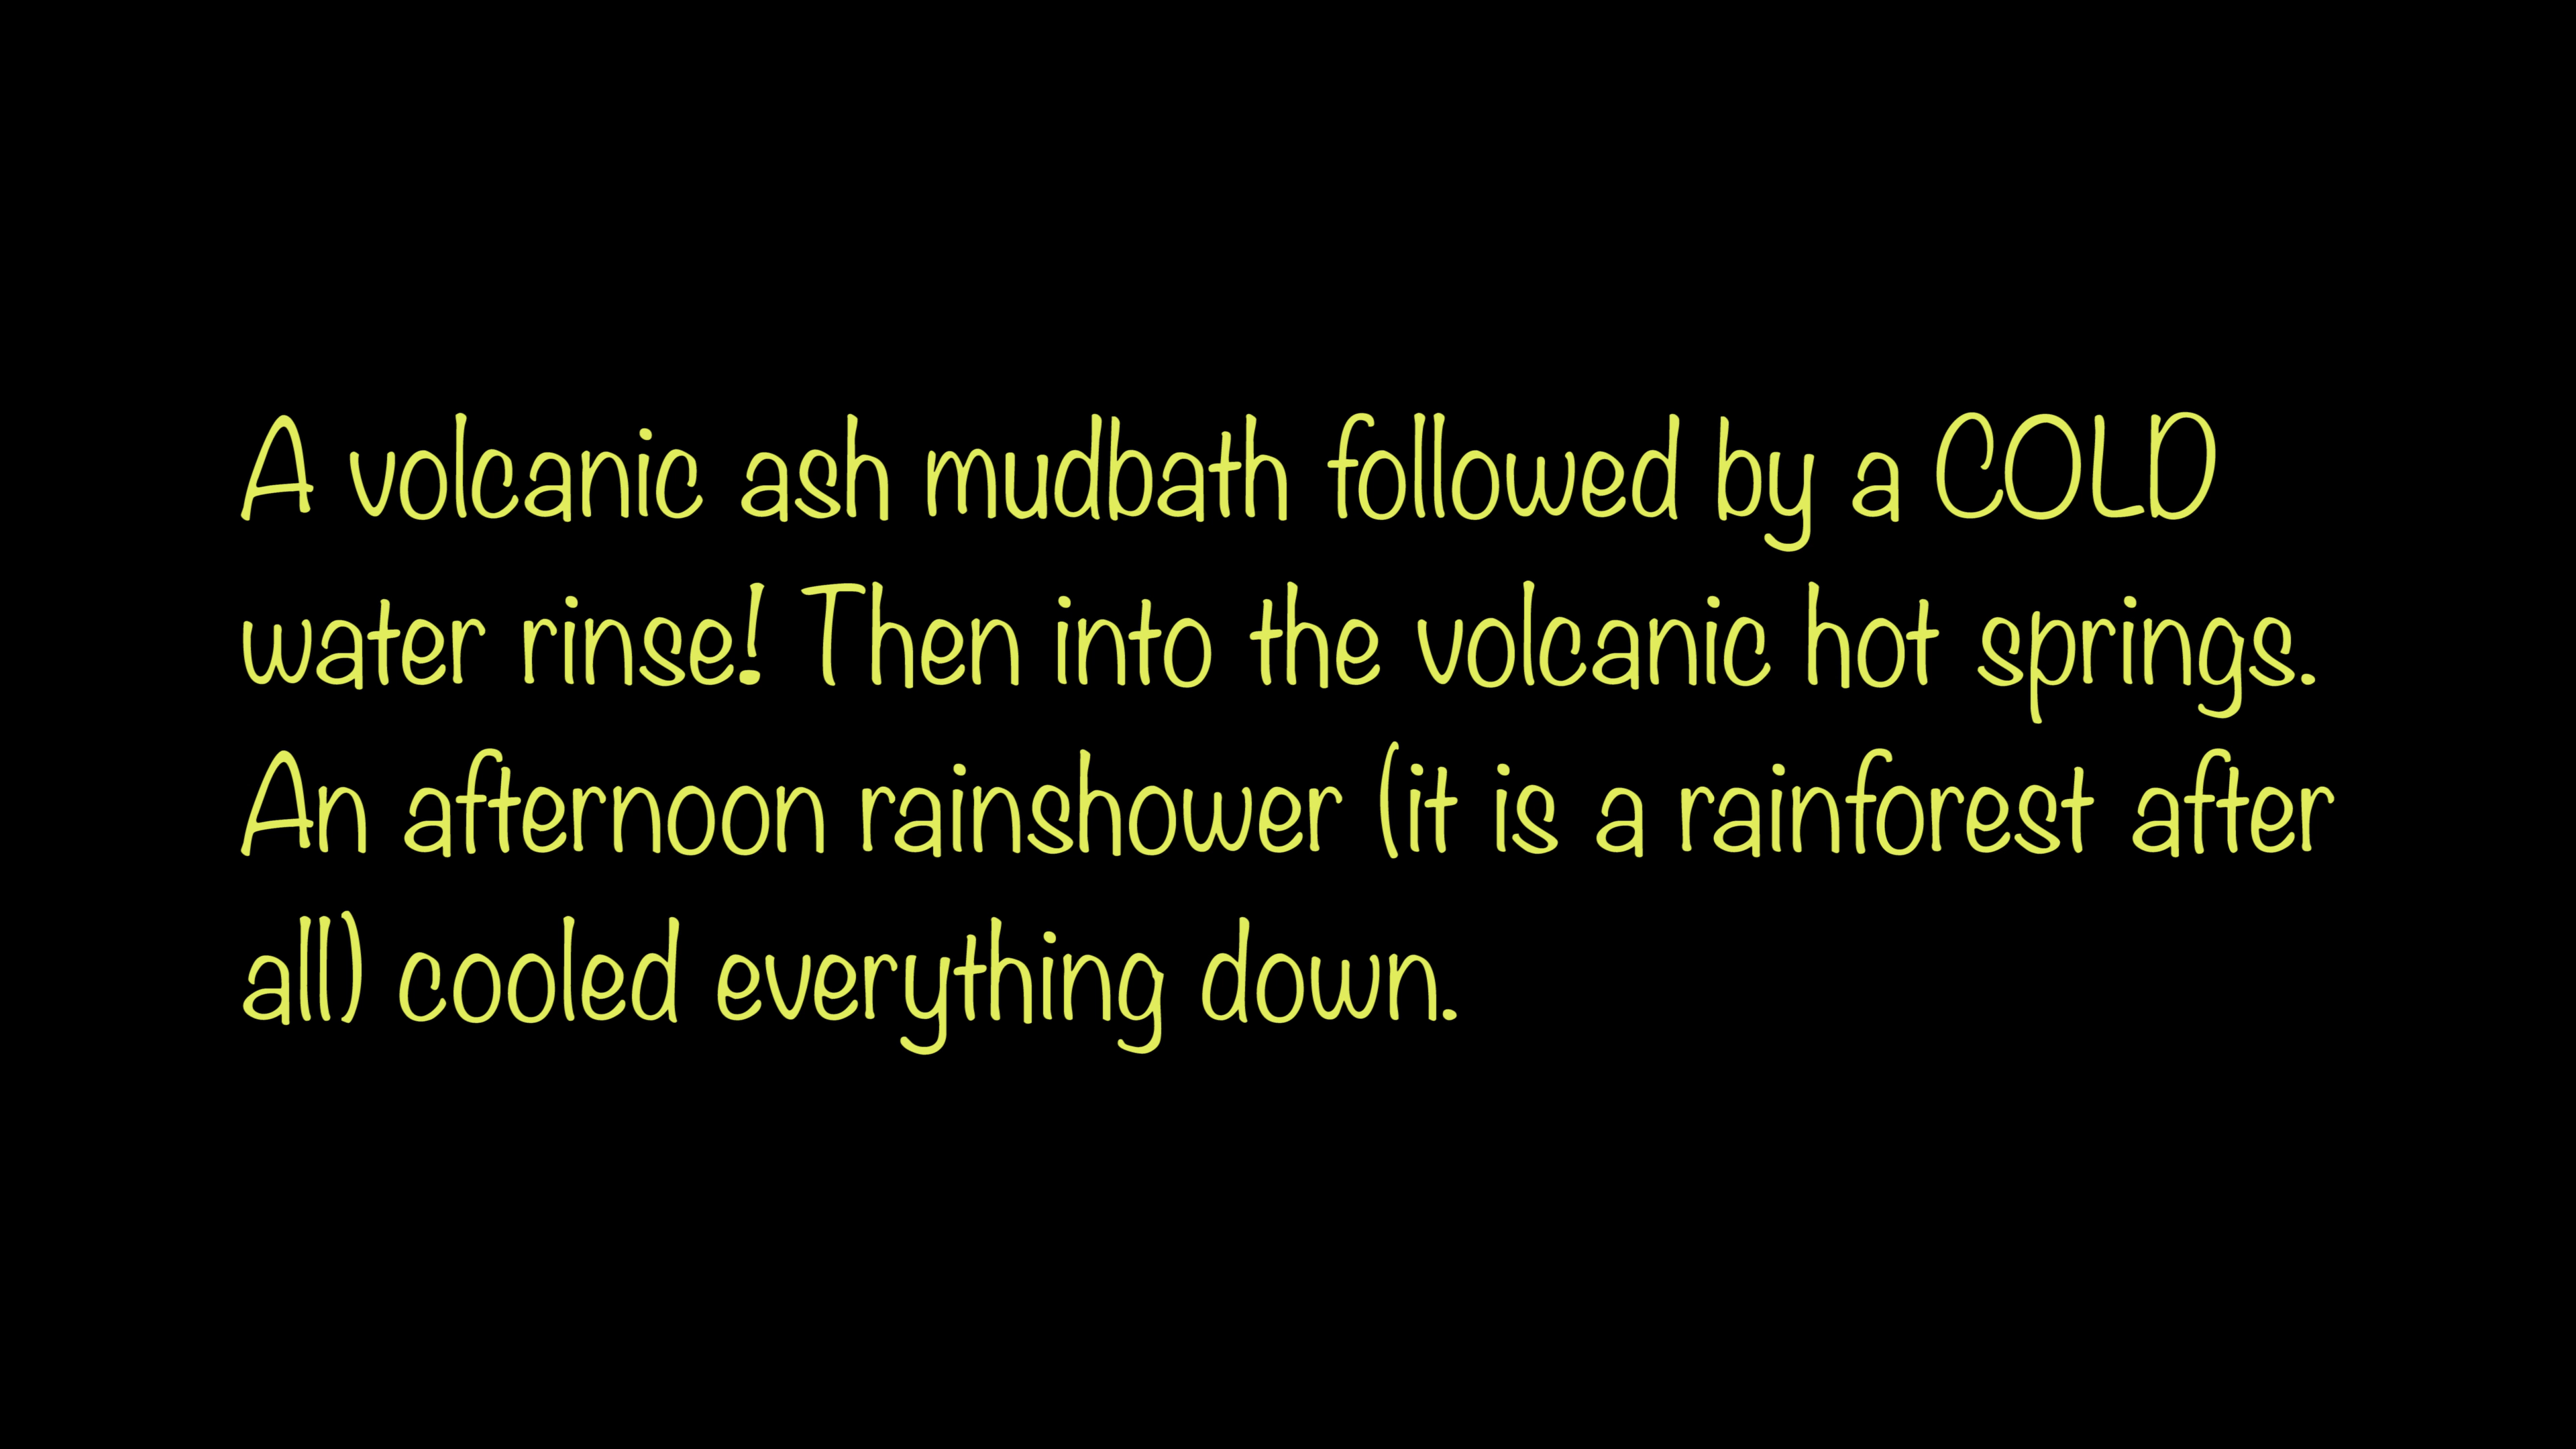 A volcanic ash mudbath followed by a COLD
water rinse! Then into the volcanic hot springs.
An afternoon rainshower (it is a rainforest after
all) cooled everything down.